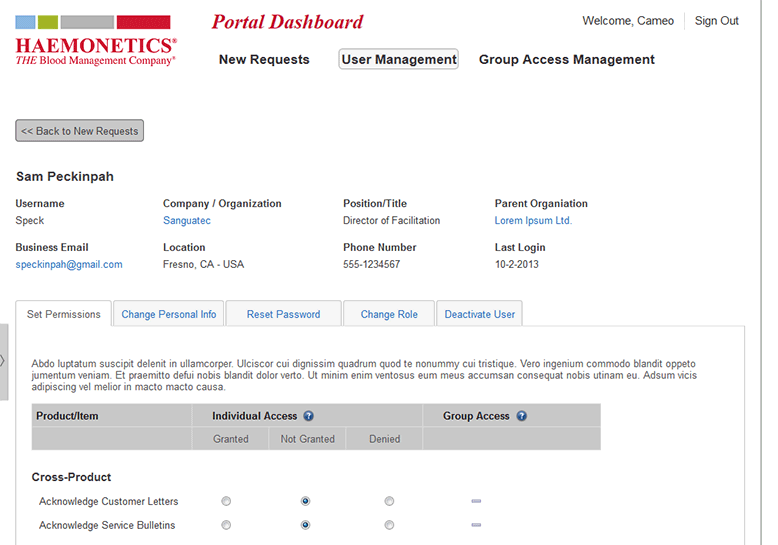 Portal Dashboard
Welcome, Cameo
Sign Out
HAEMONETICS®
THE Blood Management Company®
New Requests
User Management
Group Access Management
<< Back to New Requests
Sam Peckinpah
Username Company / Organization Position/Title Parent Organiation
Speck Sanguatec Director of Facilitation Lorem Ipsum Ltd.
Business Email Location Phone Number Last Login
speckinpah@gmail.com Fresno, CA - USA 555-1234567 10-2-2013
Set Permissions Change Personal Info Reset Password Change Role Deactivate User
Abdo luptatum suscipit delenit in ullamcorper. Ulciscor cui dignissim quadrum quod te nonummy cui tristique. Vero ingenium commodo blandit oppeto
jumentum veniam. Et praemitto defui nobis blandit dolor verto. Ut minim enim ventosus eum meus accumsan consequat nobis utinam eu. Adsum vicis
adipiscing vel melior in macto macto causa.
Product/Item Individual Access ? Group Access ?
Granted Not Granted Denied
Cross-Product
Acknowledge Customer Letters
Acknowledge Service Bulletins